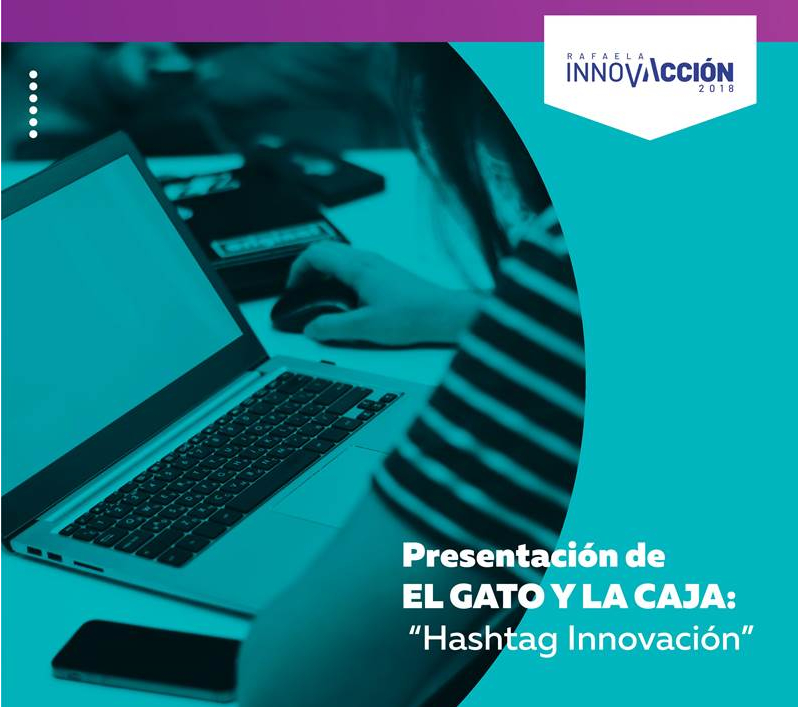 RAFAELA
INNOVACCIÓN
2018
Presentación de
EL GATO Y LA CAJA:
“Hashtag Innovación”